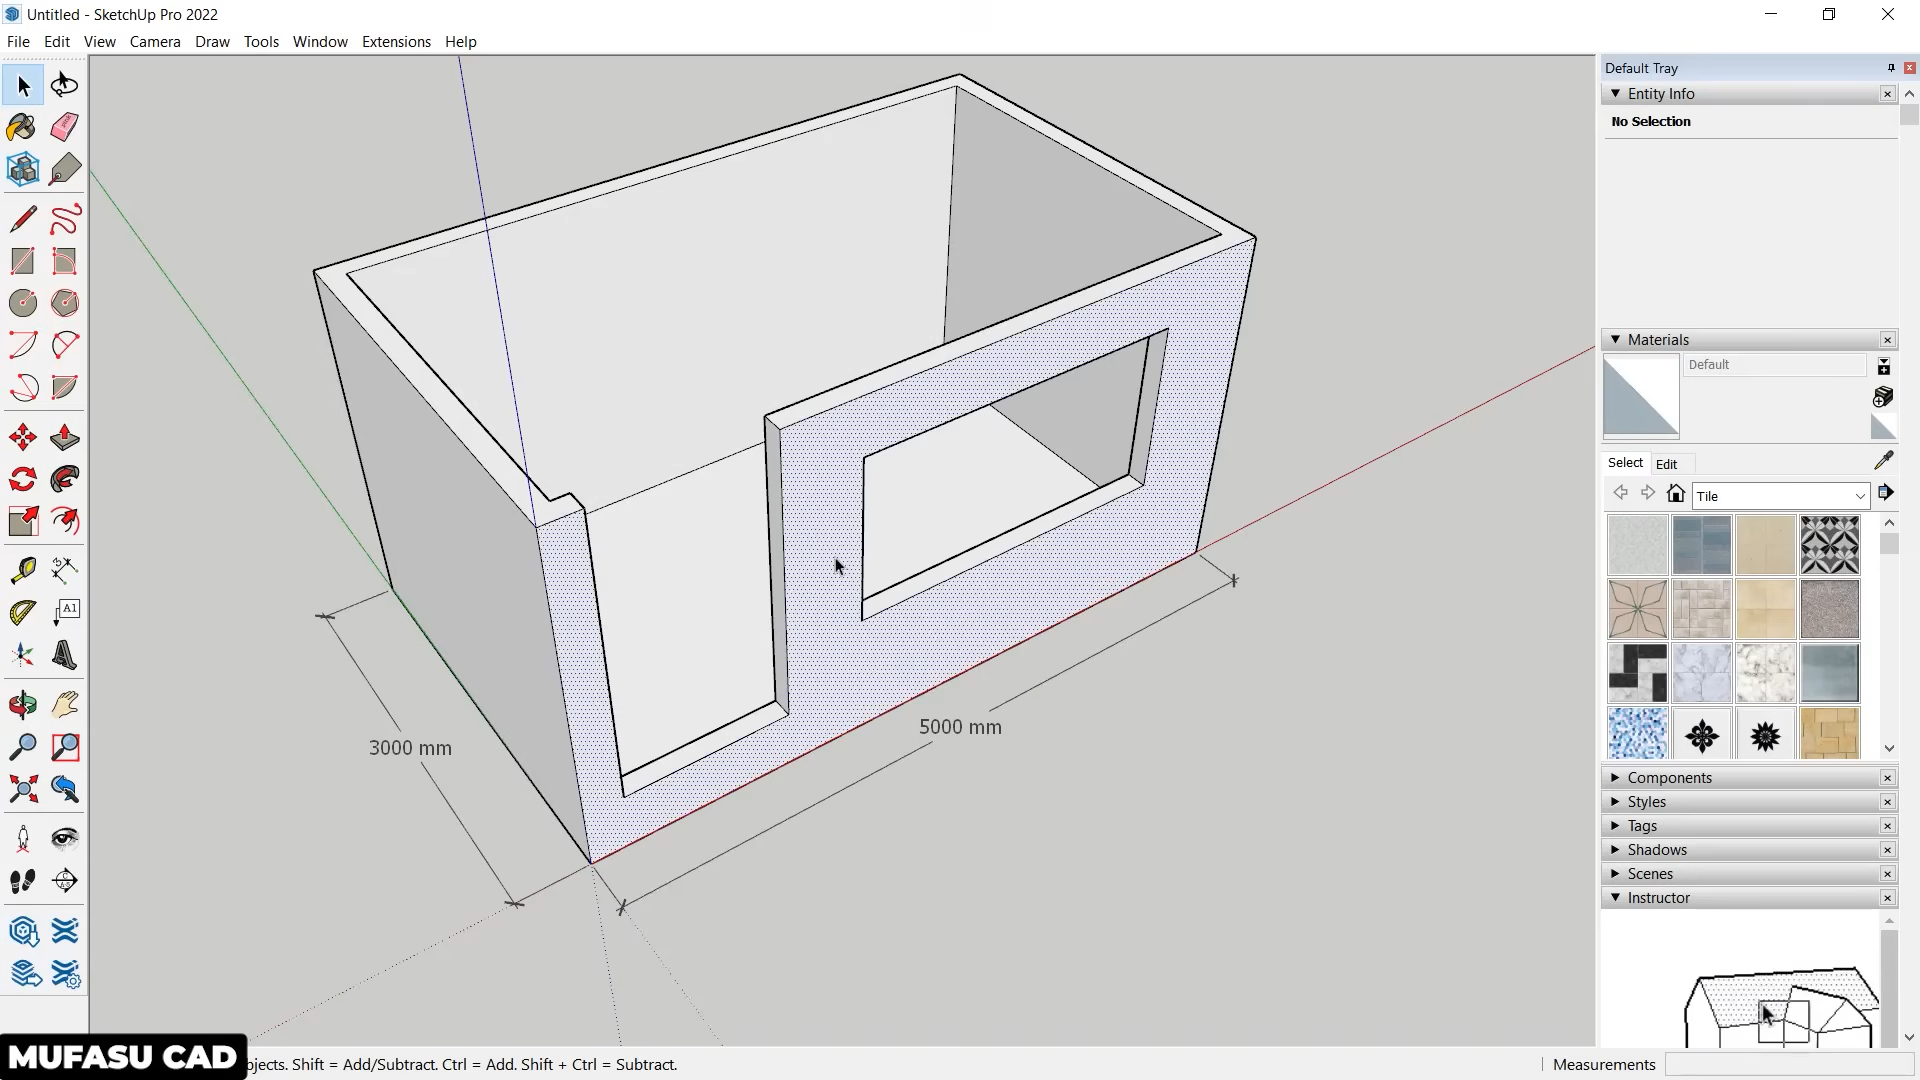 Untitled - SketchUp Pro 2022
File Edit View Camera Draw Tools Window Extensions Help
Default Tray
Entity Info
No Selection
Materials
Default
Select Edit
Tile
A1
3000 mm
5000 mm
Components
Styles
Tags
Shadows
Scenes
Instructor
MUFASU CAD
bjects. Shift = Add/Subtract. Ctrl = Add. Shift + Ctrl = Subtract.
Measurements